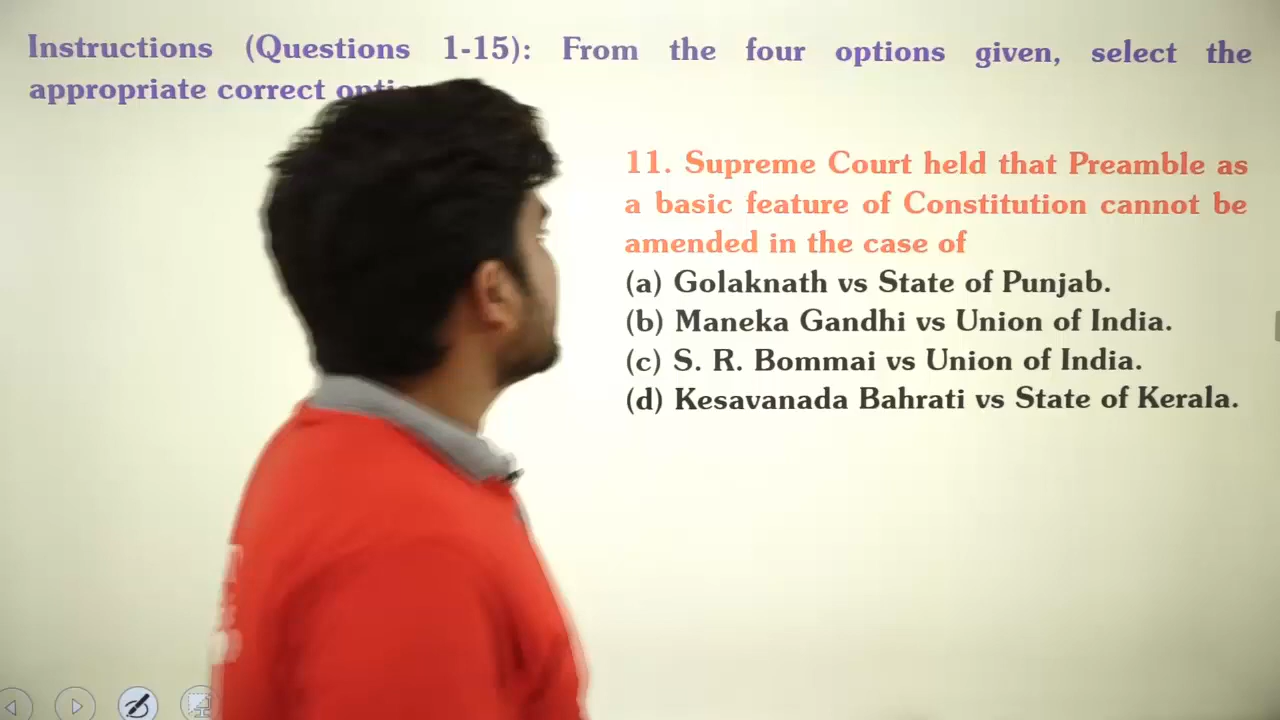 Instructions (Questions 1-15): From the four options given, select the
appropriate correct
11. Supreme Court held that Preamble as
a basic feature of Constitution cannot be
amended in the case of
(a) Golaknath vs State of Punjab.
(b) Maneka Gandhi vs Union of India.
(c) S. R. Bommai vs Union of India.
(d) Kesavanada Bahrati vs State of Kerala.